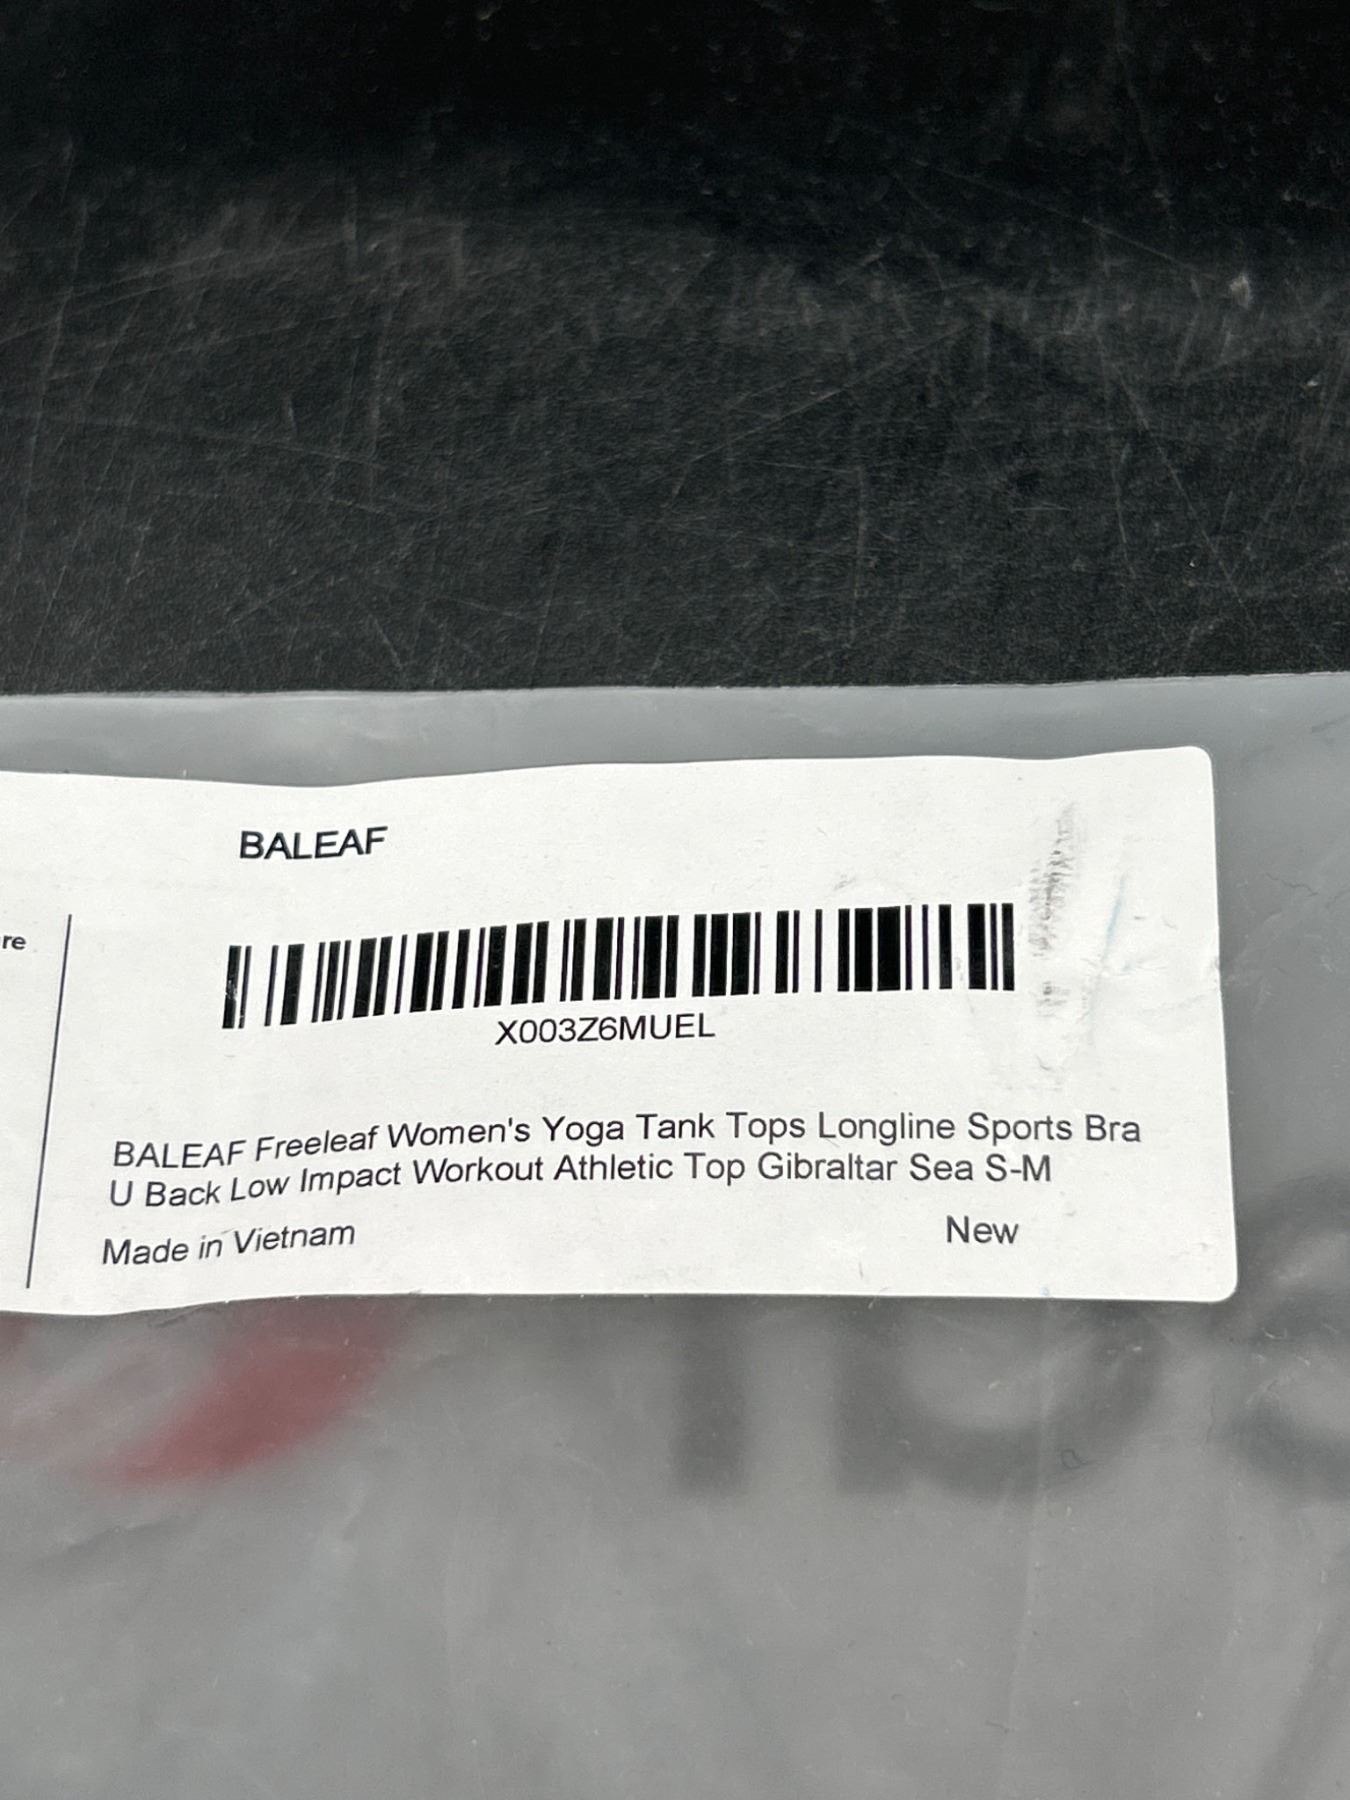 BALEAF
re
X003Z6MUEL
BALEAF Freeleaf Women's Yoga Tank Tops Longline Sports Bra
U Back Low Impact Workout Athletic Top Gibraltar Sea S-M
Made in Vietnam
New